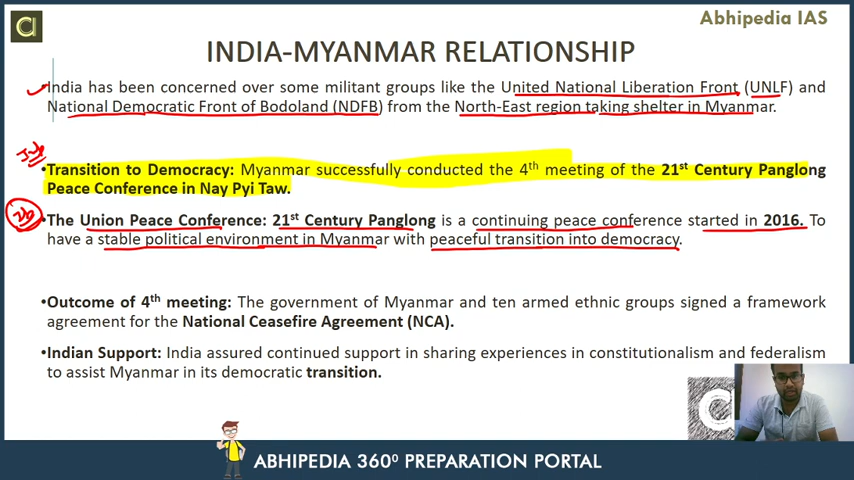 Abhipedia IAS
INDIA-MYANMAR RELATIONSHIP
India has been concerned over some militant groups like the United National Liberation Front (UNLF) and
National Democratic Front of Bodoland (NDFB) from the North-East region taking shelter in Myanmar.
•Transition to Democracy: Myanmar successfully conducted the 4th meeting of the 21st Century Panglong
Peace Conference in Nay Pyi Taw.
•The Union Peace Conference: 21st Century Panglong is a continuing peace conference started in 2016. To
have a stable political environment in Myanmar with peaceful transition into democracy.
•Outcome of 4th meeting: The government of Myanmar and ten armed ethnic groups signed a framework
agreement for the National Ceasefire Agreement (NCA).
•Indian Support: India assured continued support in sharing experiences in constitutionalism and federalism
to assist Myanmar in its democratic transition.
ABHIPEDIA 360⁰ PREPARATION PORTAL